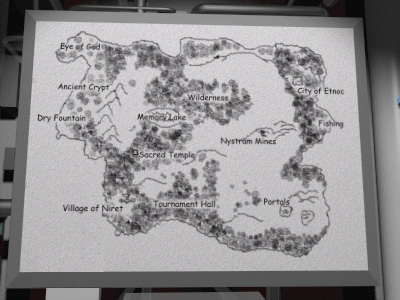 Eye of God
Ancient Crypt
City of Etnoc
Wilderness
Dry Fountain
Memory Lake
Fishing
Nystram Mines
Sacred Temple
Village of Niret
Tournament Hall
Portals